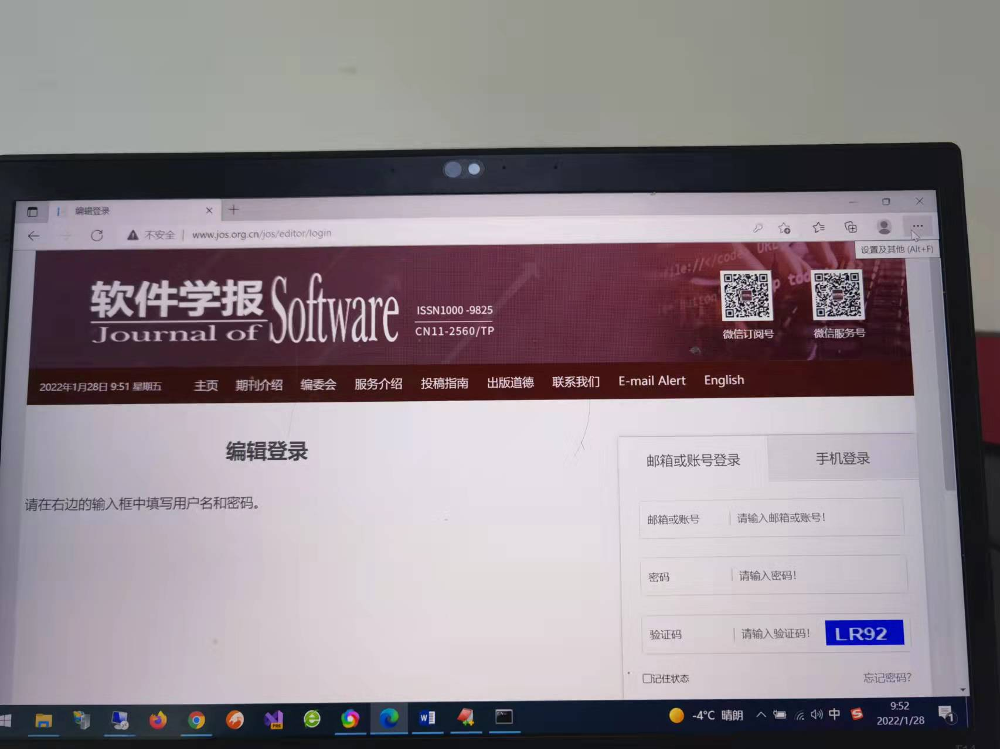 编辑登录
不安全 www.jos.org.cn/jos/editor/login
设置及其他 (Alt+F)
软件学报
Journal of Software
ISSN1000-9825
CN11-2560/TP
微信订阅号 微信服务号
2022年1月28日 9:51 星期五 主页 期刊介绍 编委会 服务介绍 投稿指南 出版道德 联系我们 E-mail Alert English
编辑登录
请在右边的输入框中填写用户名和密码。
邮箱或账号登录 手机登录
邮箱或账号 请输入邮箱或账号!
密码 请输入密码!
验证码 请输入验证码! LR92
记住状态 忘记密码?
-4°C 晴朗 中 9:52
2022/1/28 1